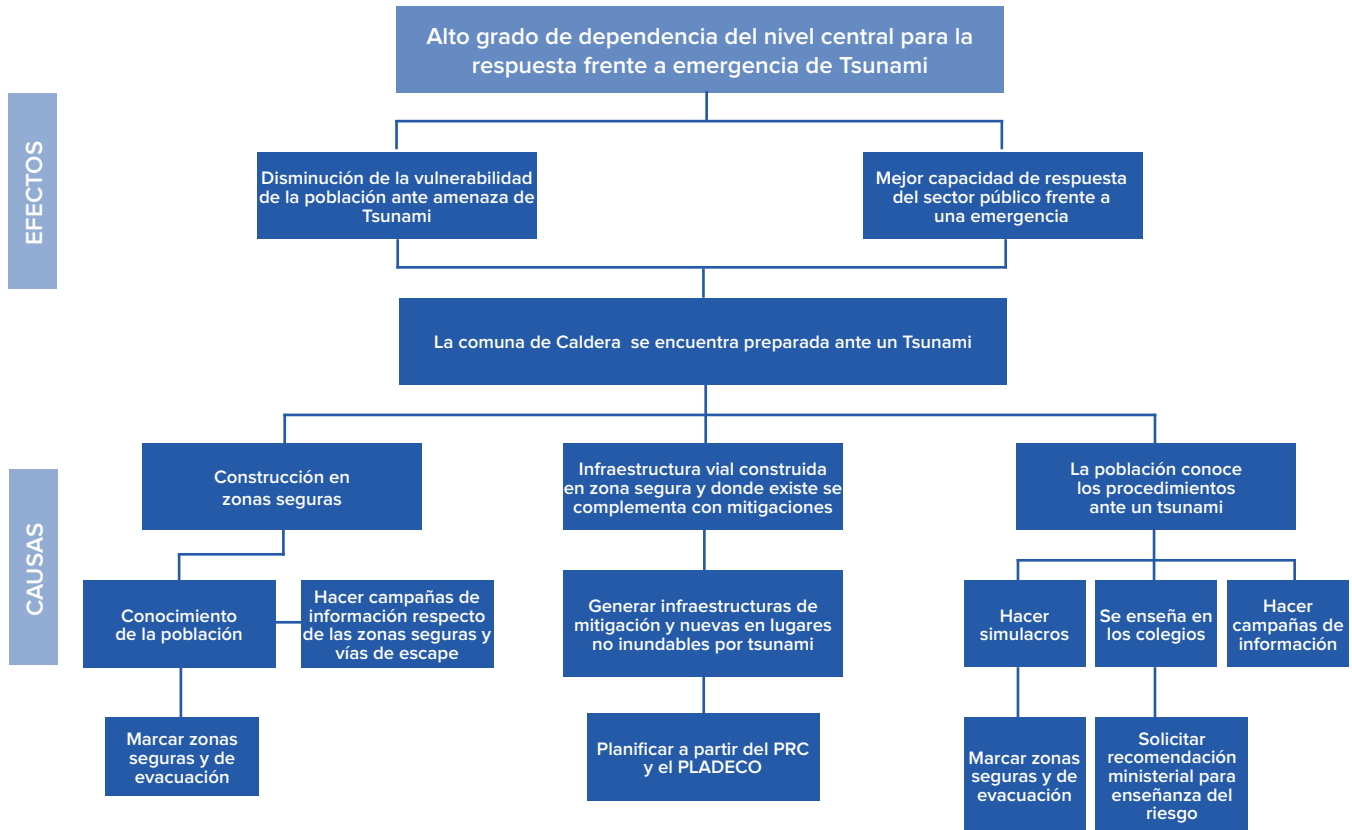 Alto grado de dependencia del nivel central para la
respuesta frente a emergencia de Tsunami
EFECTOS
Disminución de la vulnerabilidad
de la población ante amenaza de
Tsunami
Mejor capacidad de respuesta
del sector público frente a
una emergencia
La comuna de Caldera se encuentra preparada ante un Tsunami
CAUSAS
Construcción en
zonas seguras
Infraestructura vial construida
en zona segura y donde existe se
complementa con mitigaciones
La población conoce
los procedimientos
ante un tsunami
Conocimiento
de la población
Hacer campañas de
información respecto
de las zonas seguras y
vías de escape
Generar infraestructuras de
mitigación y nuevas en lugares
no inundables por tsunami
Hacer
simulacros
Se enseña en
los colegios
Hacer
campañas de
información
Marcar zonas
seguras y de
evacuación
Planificar a partir del PRC
y el PLADECO
Marcar zonas
seguras y de
evacuación
Solicitar
recomendación
ministerial para
enseñanza del
riesgo